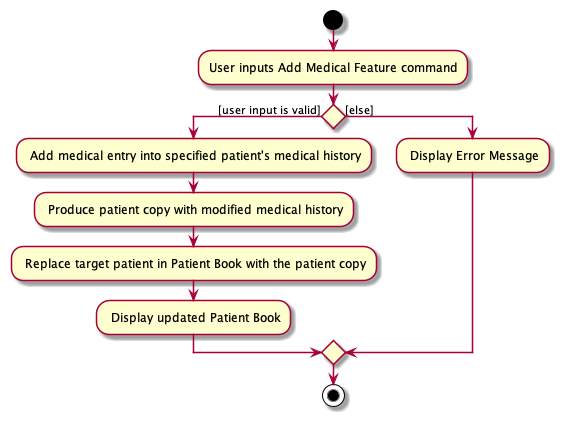 User inputs Add Medical Feature command
[user input is valid]
[else]
Add medical entry into specified patient's medical history
Display Error Message
Produce patient copy with modified medical history
Replace target patient in Patient Book with the patient copy
Display updated Patient Book